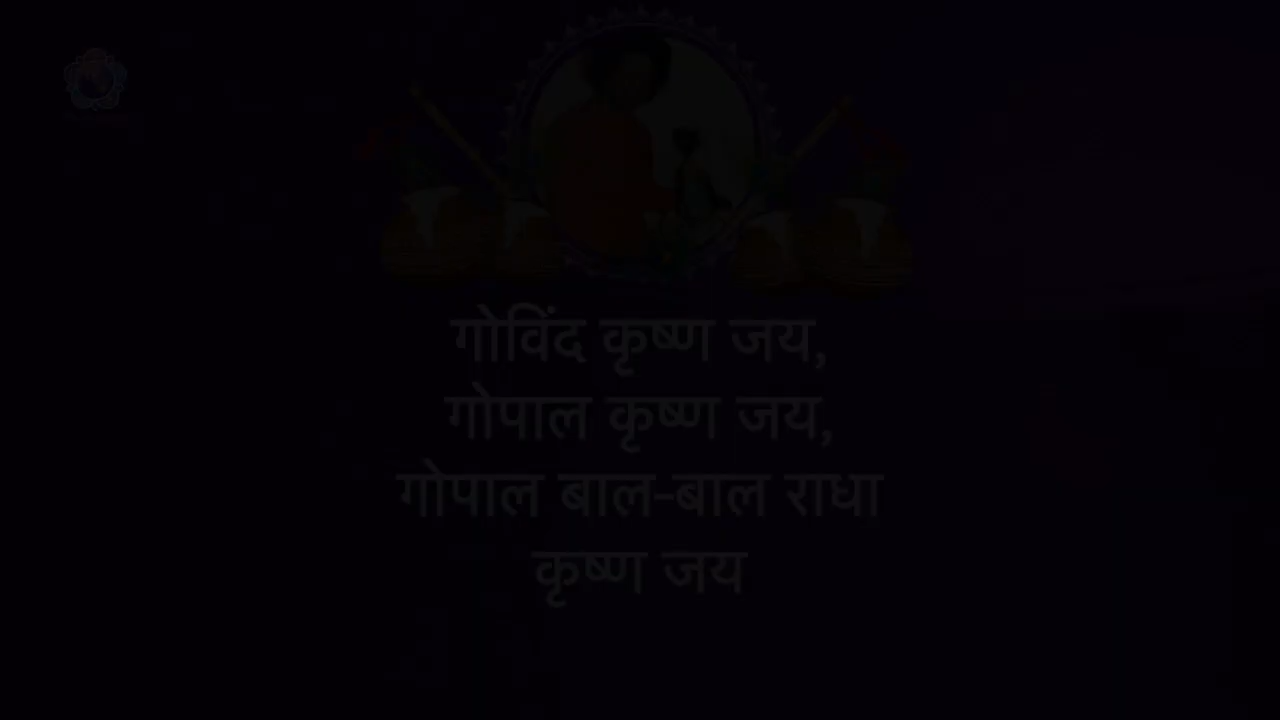 गोविंद कृष्ण जय,
गोपाल कृष्ण जय,
गोपाल बाल-बाल राधा
कृष्ण जय